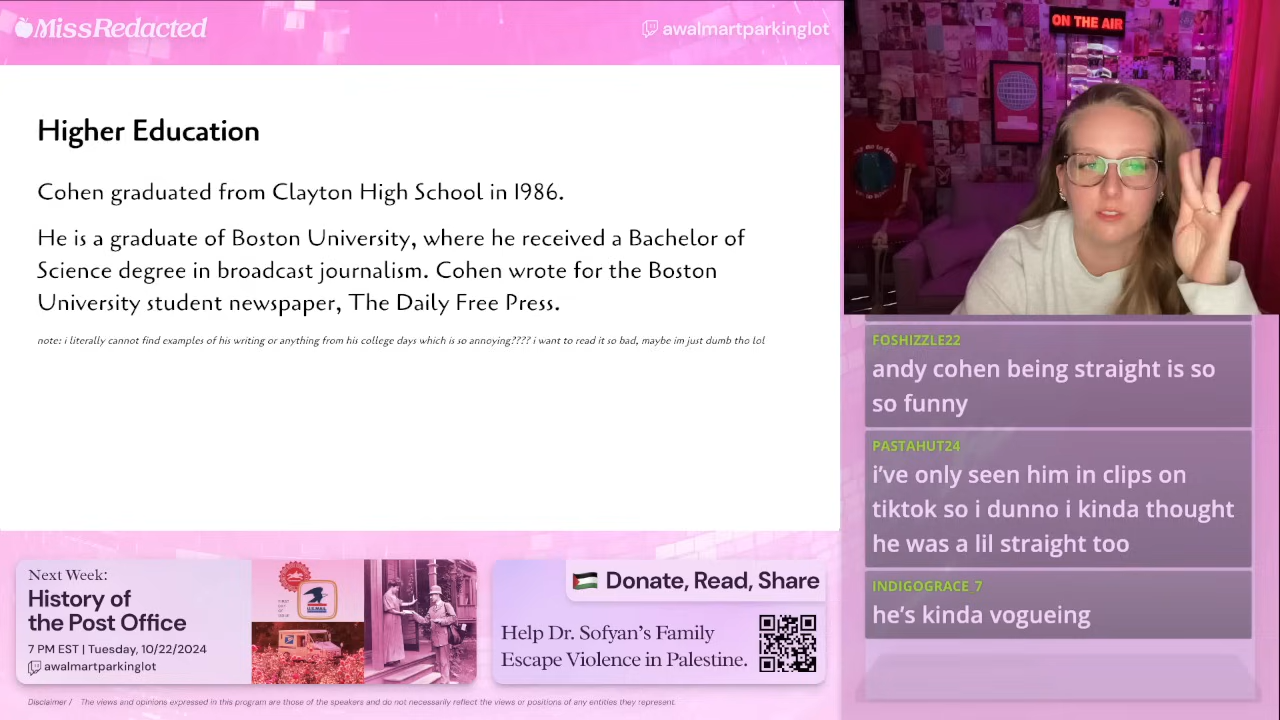 MissRedacted
awalmartparkinglot
ON THE AIR
Higher Education
Cohen graduated from Clayton High School in 1986.
He is a graduate of Boston University, where he received a Bachelor of
Science degree in broadcast journalism. Cohen wrote for the Boston
University student newspaper, The Daily Free Press.
note: i literally cannot find examples of his writing or anything from his college days which is so annoying???? i want to read it so bad, maybe im just dumb tho lol
FOSHIZZLE22
andy cohen being straight is so
so funny
PASTAHUT24
i've only seen him in clips on
tiktok so i dunno i kinda thought
he was a lil straight too
INDIGOGRACE_7
he's kinda vogueing
Next Week:
History of
the Post Office
7 PM EST | Tuesday, 10/22/2024
awalmartparkinglot
U.S.MAIL
Donate, Read, Share
Help Dr. Sofyan's Family
Escape Violence in Palestine.
Disclaimer / The views and opinions expressed in this program are those of the speakers and do not necessarily reflect the views or positions of any entities they represent.